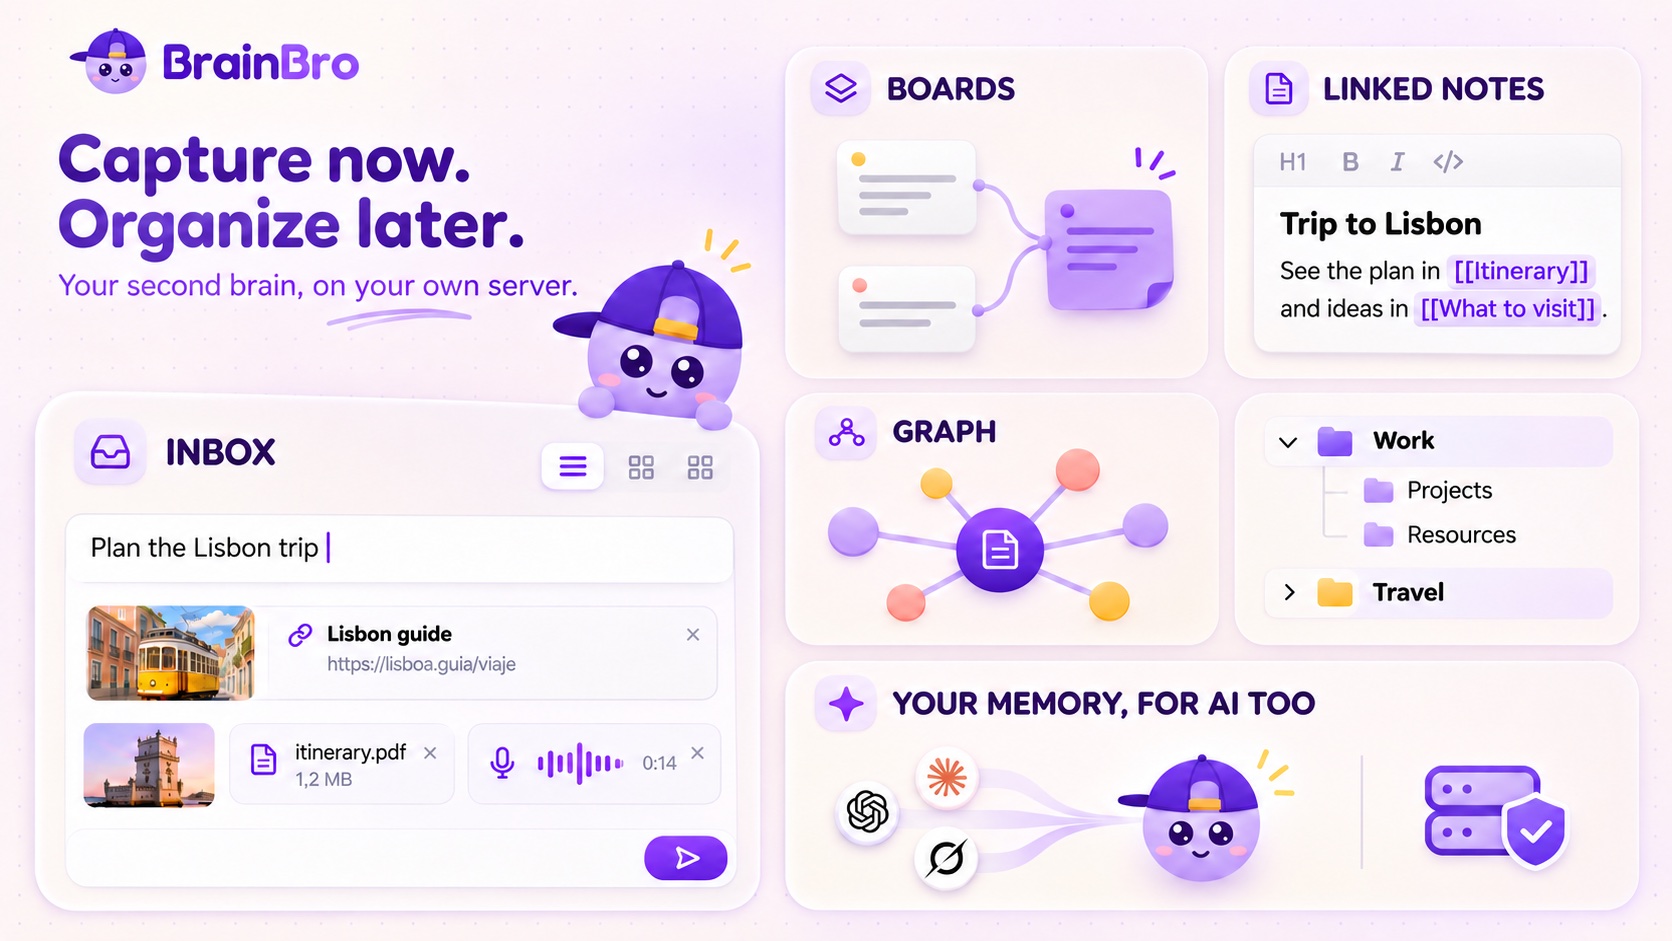 BrainBro
Capture now.
Organize later.
Your second brain, on your own server.
INBOX
Plan the Lisbon trip
Lisbon guide
https://lisboa.guia/viaje
itinerary.pdf
1,2 MB
0:14
BOARDS
LINKED NOTES
H1 B I </>
Trip to Lisbon
See the plan in [[Itinerary]]
and ideas in [[What to visit]].
GRAPH
Work
Projects
Resources
Travel
YOUR MEMORY, FOR AI TOO